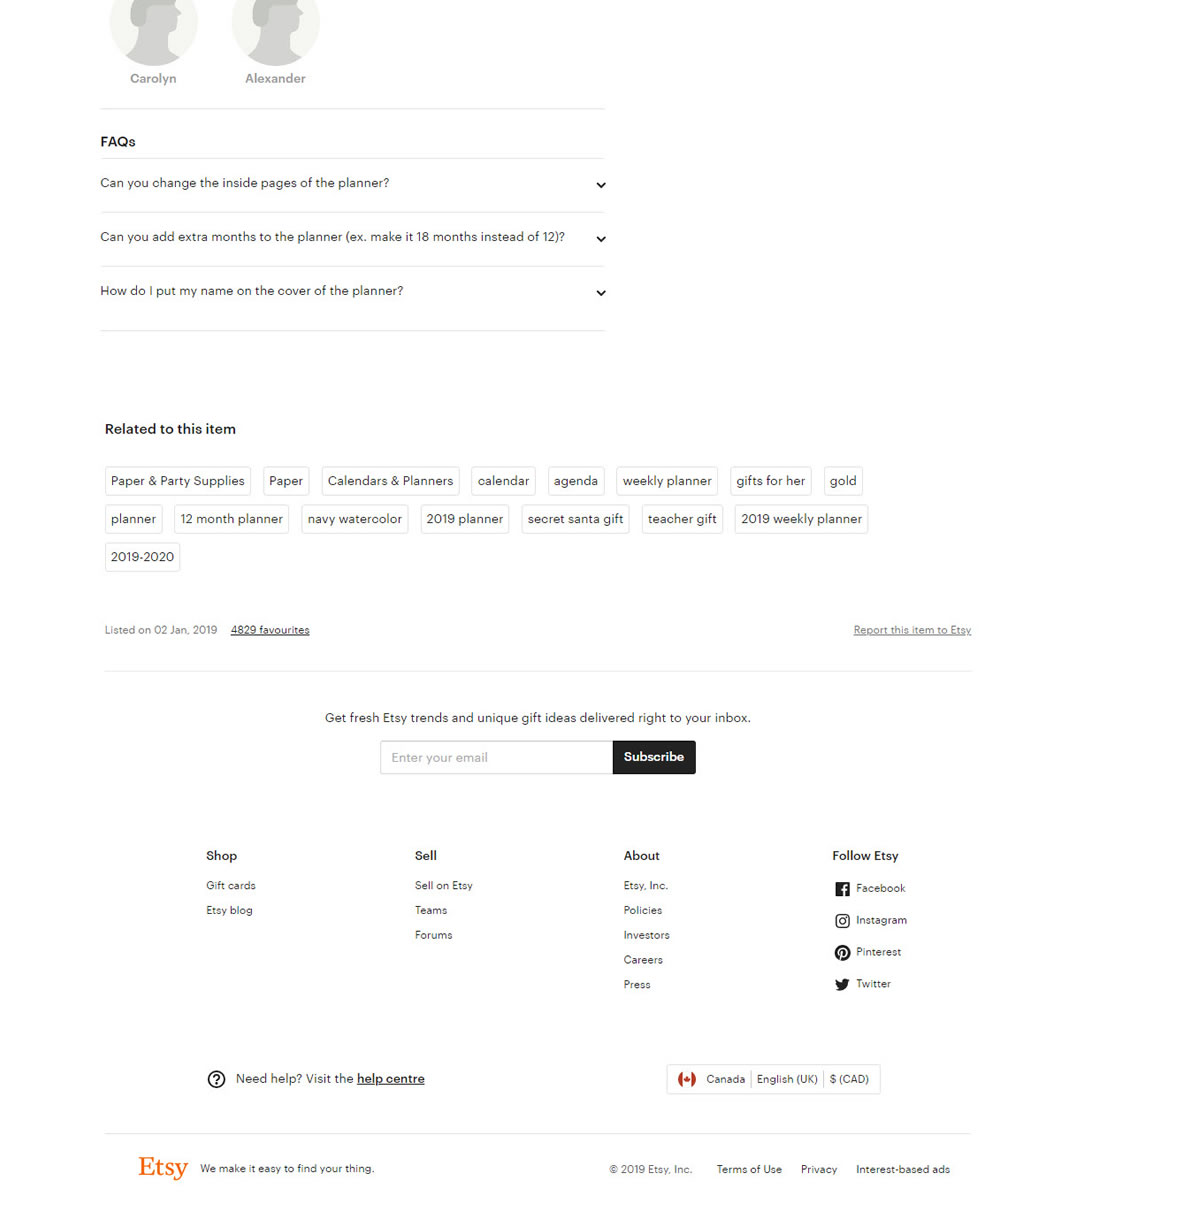 Carolyn Alexander
FAQs
Can you change the inside pages of the planner?
Can you add extra months to the planner (ex. make it 18 months instead of 12)?
How do I put my name on the cover of the planner?
Related to this item
Paper & Party Supplies Paper Calendars & Planners calendar agenda weekly planner gifts for her gold
planner 12 month planner navy watercolor 2019 planner secret santa gift teacher gift 2019 weekly planner
2019-2020
Listed on 02 Jan, 2019 4829 favourites Report this item to Etsy
Get fresh Etsy trends and unique gift ideas delivered right to your inbox.
Enter your email Subscribe
Shop
Gift cards
Etsy blog
Sell
Sell on Etsy
Teams
Forums
About
Etsy, Inc.
Policies
Investors
Careers
Press
Follow Etsy
Facebook
Instagram
Pinterest
Twitter
Need help? Visit the help centre
Canada English (UK) $ (CAD)
Etsy We make it easy to find your thing.
© 2019 Etsy, Inc. Terms of Use Privacy Interest-based ads